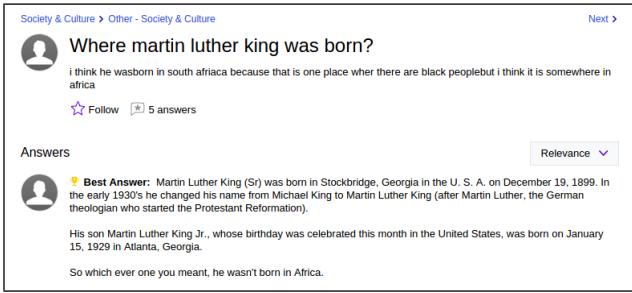 Society & Culture > Other - Society & Culture Next >
Where martin luther king was born?
i think he wasborn in south afriaca because that is one place wher there are black peoplebut i think it is somewhere in
africa
Follow 5 answers
Answers Relevance
Best Answer: Martin Luther King (Sr) was born in Stockbridge, Georgia in the U. S. A. on December 19, 1899. In
the early 1930's he changed his name from Michael King to Martin Luther King (after Martin Luther, the German
theologian who started the Protestant Reformation).
His son Martin Luther King Jr., whose birthday was celebrated this month in the United States, was born on January
15, 1929 in Atlanta, Georgia.
So which ever one you meant, he wasn't born in Africa.